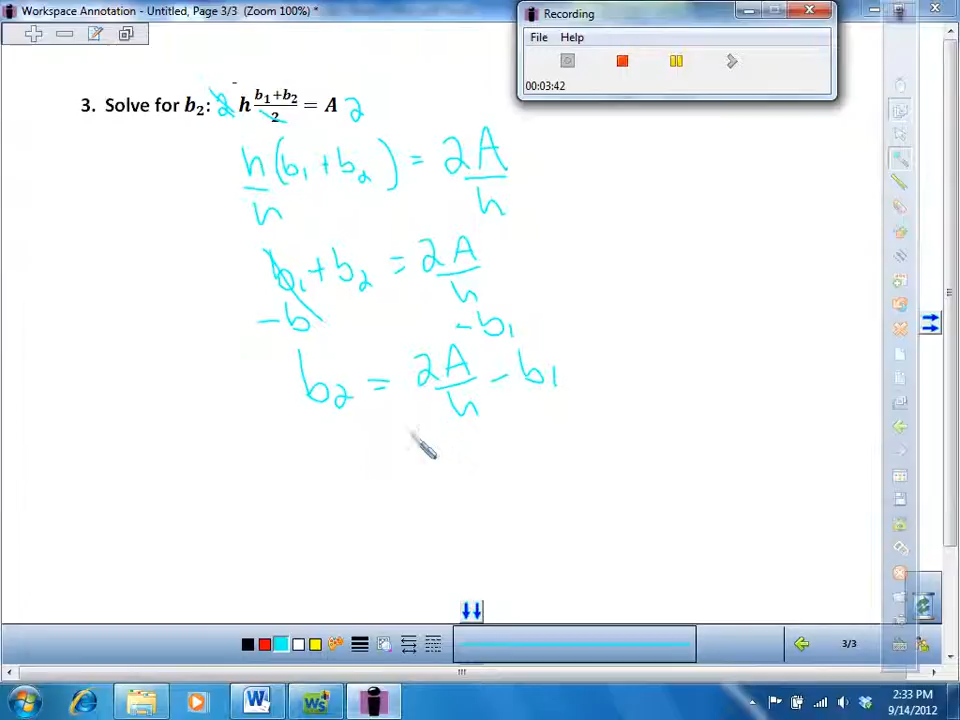 Workspace Annotation - Untitled, Page 3/3 (Zoom 100%) *
Recording
File Help
00:03:42
3. Solve for b₂: 2 h (b₁+b₂)/2 = A 2
h(b₁ + b₂)/h = 2A/h
b₁ + b₂ = 2A/h
-b -b₁
b₂ = 2A/h - b₁
3/3
W
Ws
2:33 PM
9/14/2012